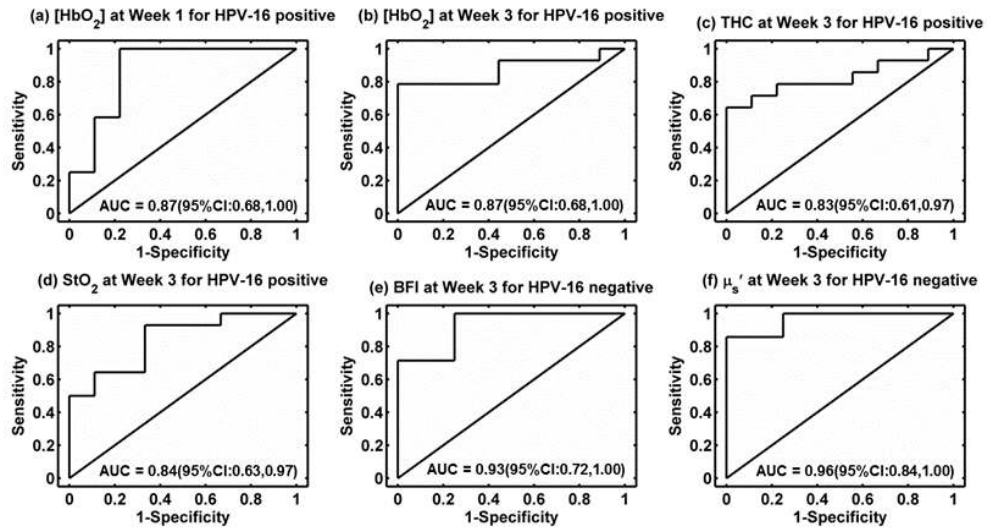 (a) [HbO₂] at Week 1 for HPV-16 positive
1
0.8
0.6
0.4
0.2
0
Sensitivity
AUC = 0.87(95%CI:0.68,1.00)
0 0.2 0.4 0.6 0.8 1
1-Specificity
(b) [HbO₂] at Week 3 for HPV-16 positive
1
0.8
0.6
0.4
0.2
0
Sensitivity
AUC = 0.87(95%CI:0.68,1.00)
0 0.2 0.4 0.6 0.8 1
1-Specificity
(c) THC at Week 3 for HPV-16 positive
1
0.8
0.6
0.4
0.2
0
Sensitivity
AUC = 0.83(95%CI:0.61,0.97)
0 0.2 0.4 0.6 0.8 1
1-Specificity
(d) StO₂ at Week 3 for HPV-16 positive
1
0.8
0.6
0.4
0.2
0
Sensitivity
AUC = 0.84(95%CI:0.63,0.97)
0 0.2 0.4 0.6 0.8 1
1-Specificity
(e) BFI at Week 3 for HPV-16 negative
1
0.8
0.6
0.4
0.2
0
Sensitivity
AUC = 0.93(95%CI:0.72,1.00)
0 0.2 0.4 0.6 0.8 1
1-Specificity
(f) μₛ′ at Week 3 for HPV-16 negative
1
0.8
0.6
0.4
0.2
0
Sensitivity
AUC = 0.96(95%CI:0.84,1.00)
0 0.2 0.4 0.6 0.8 1
1-Specificity